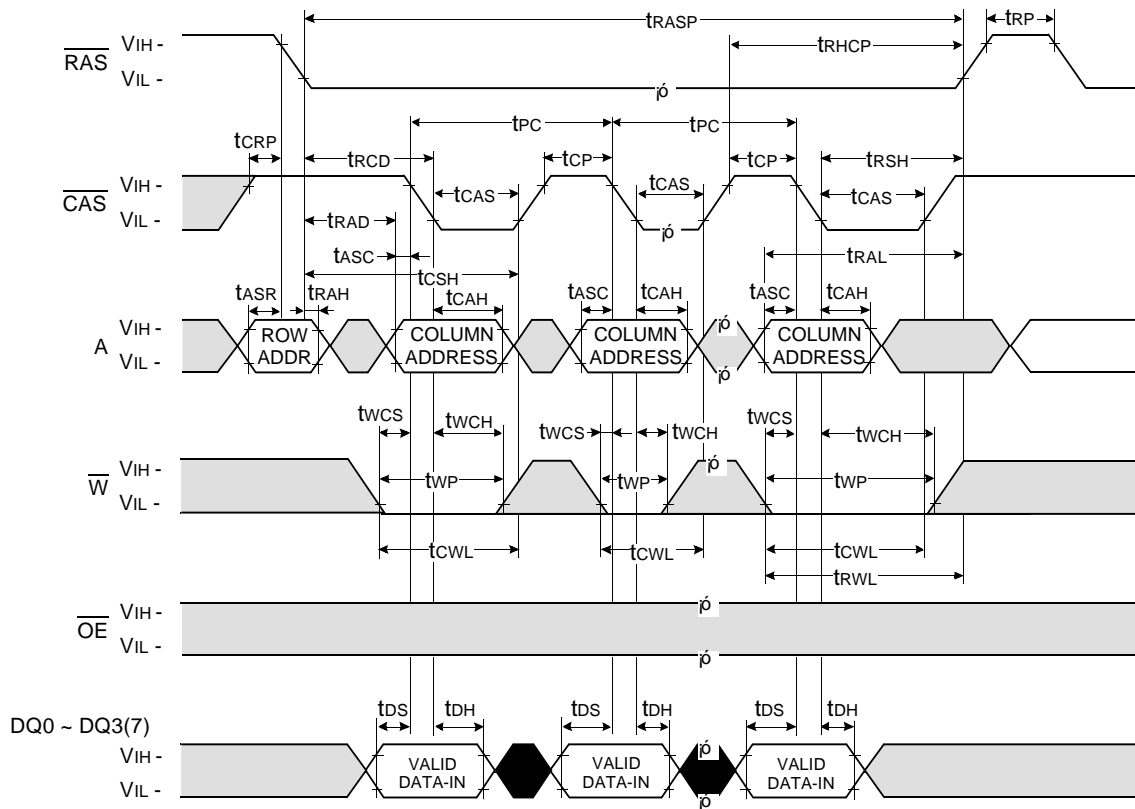 tRASP
tRP
tRHCP
RAS
VIH -
VIL -
¡ó
tCRP
tRCD
tPC
tPC
tCP
tCP
tRSH
CAS
VIH -
VIL -
tCAS
tCAS
tCAS
¡ó
tRAD
tASC
tCSH
tRAL
tASR
tRAH
tCAH
tASC
tCAH
tASC
tCAH
A
VIH -
VIL -
ROW
ADDR
COLUMN
ADDRESS
COLUMN
ADDRESS
¡ó
¡ó
COLUMN
ADDRESS
tWCS
tWCH
tWCS
tWCH
tWCS
tWCH
W
VIH -
VIL -
tWP
tWP
¡ó
tWP
tCWL
tCWL
tCWL
tRWL
OE
VIH -
VIL -
¡ó
¡ó
DQ0 ~ DQ3(7)
VIH -
VIL -
tDS
tDH
tDS
tDH
tDS
tDH
VALID
DATA-IN
VALID
DATA-IN
¡ó
¡ó
VALID
DATA-IN